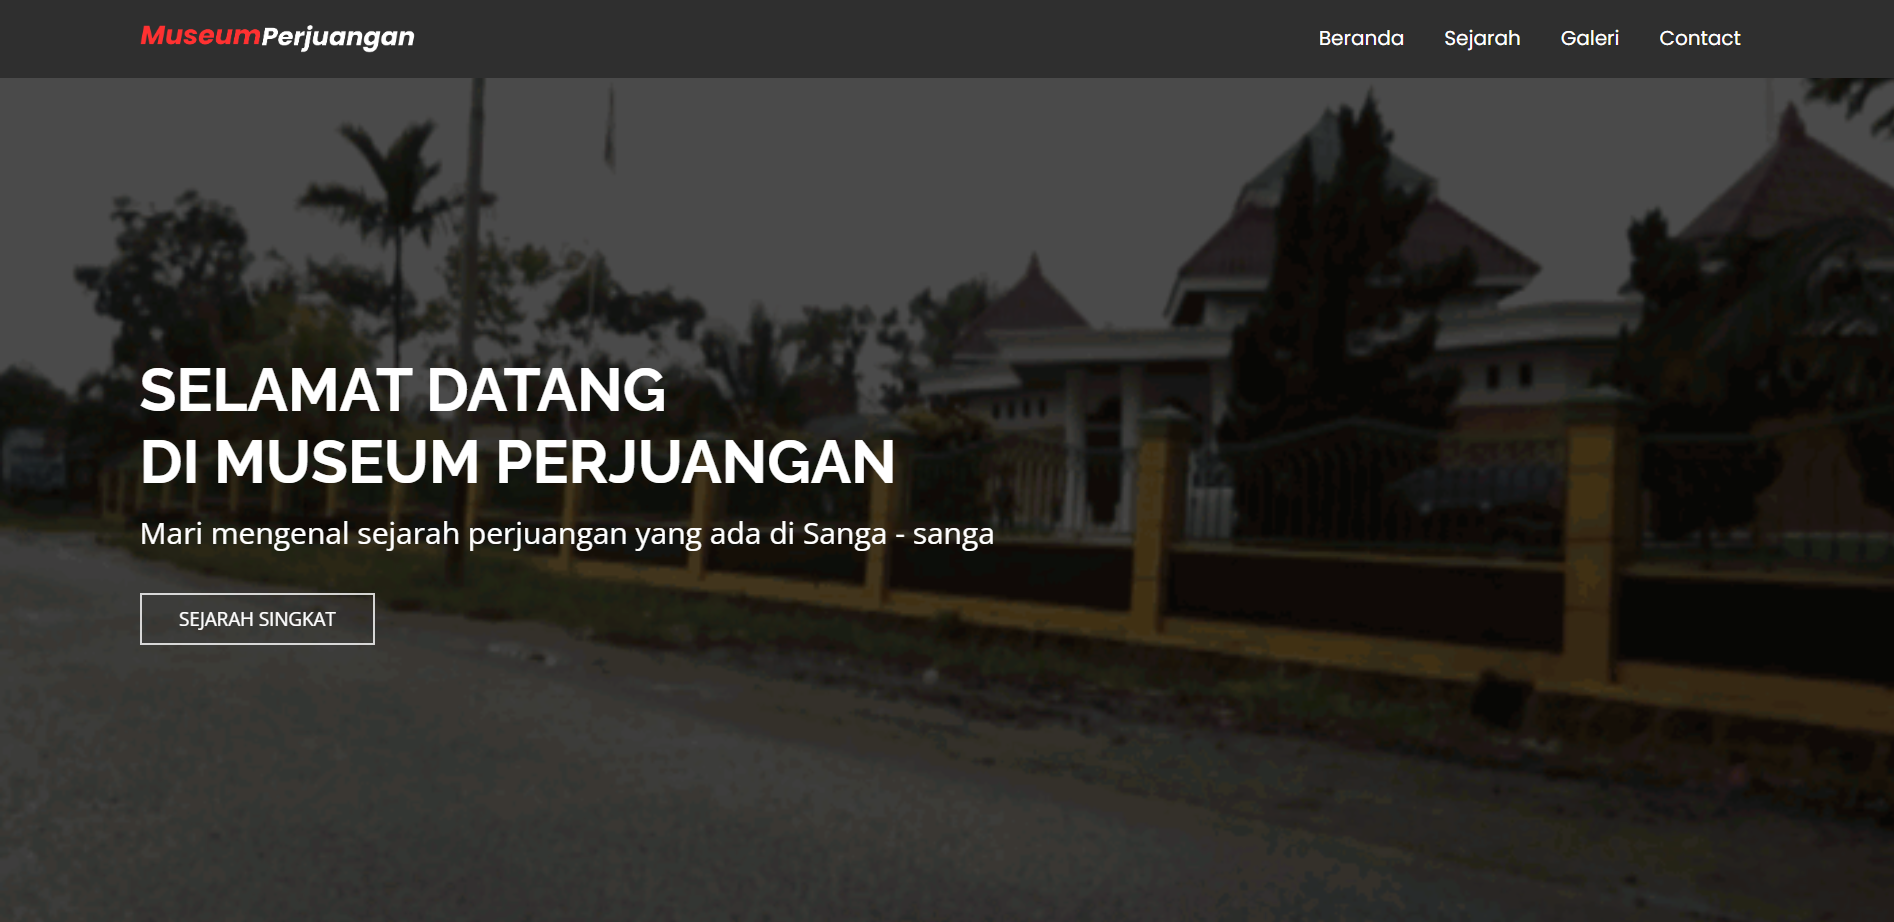 MuseumPerjuangan
Beranda Sejarah Galeri Contact
SELAMAT DATANG
DI MUSEUM PERJUANGAN
Mari mengenal sejarah perjuangan yang ada di Sanga - sanga
SEJARAH SINGKAT